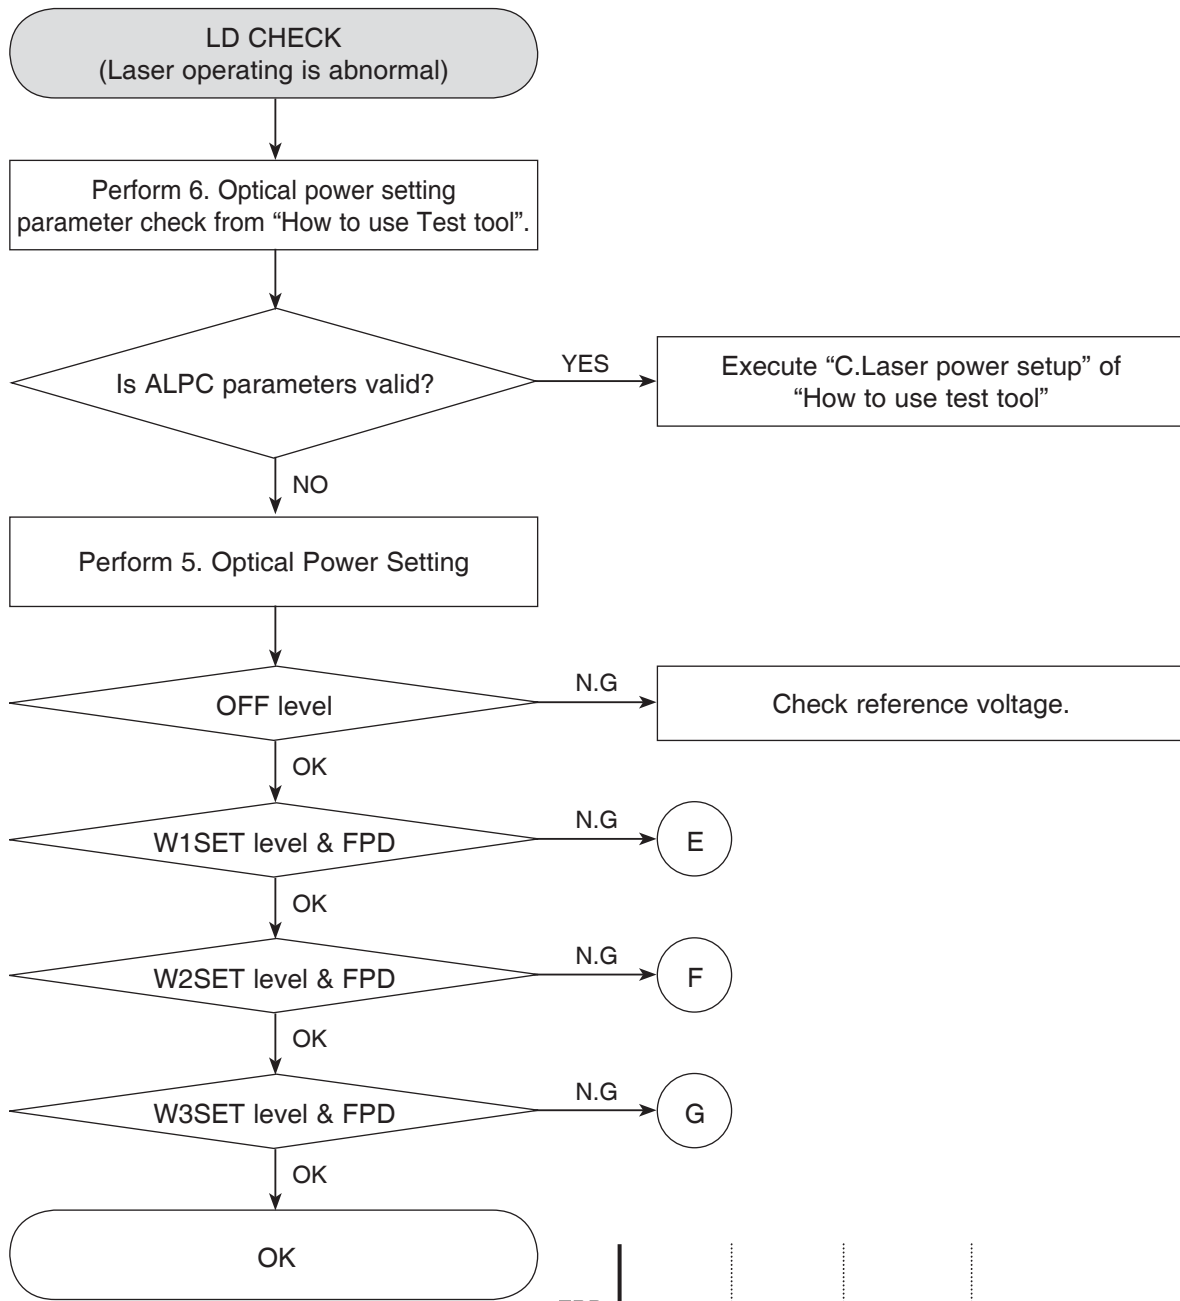 LD CHECK
(Laser operating is abnormal)
Perform 6. Optical power setting
parameter check from “How to use Test tool”.
Is ALPC parameters valid?
YES
Execute “C.Laser power setup” of
“How to use test tool”
NO
Perform 5. Optical Power Setting
OFF level
N.G
Check reference voltage.
OK
W1SET level & FPD
N.G
E
OK
W2SET level & FPD
N.G
F
OK
W3SET level & FPD
N.G
G
OK
OK